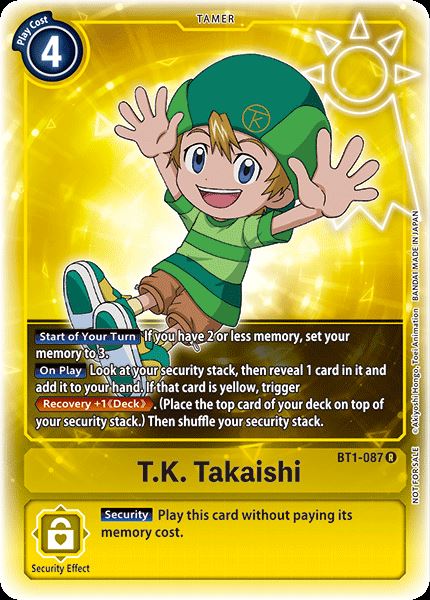 TAMER
Play Cost
4
TK
Start of Your Turn If you have 2 or less memory, set your
memory to 3.
On Play Look at your security stack, then reveal 1 card in it and
add it to your hand. If that card is yellow, trigger
Recovery +1《Deck》. (Place the top card of your deck on top of
your security stack.) Then shuffle your security stack.
©Akiyoshi Hongo, Toei Animation BANDAI MADE IN JAPAN
NOT FOR SALE
BT1-087 R
T.K. Takaishi
Security Play this card without paying its
memory cost.
Security Effect